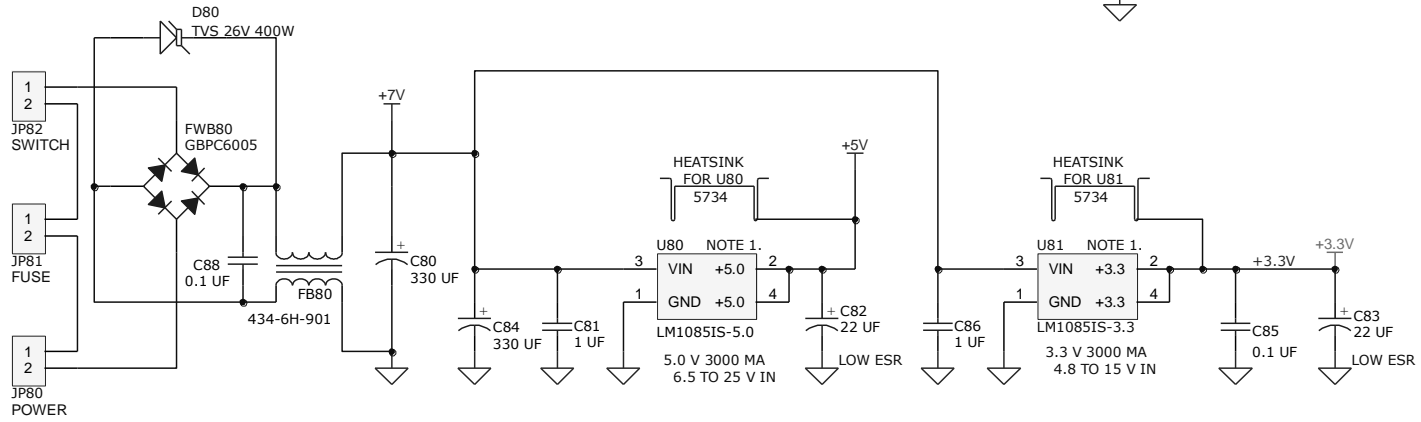 D80
TVS 26V 400W
1
2
JP82
SWITCH
FWB80
GBPC6005
1
2
JP81
FUSE
1
2
JP80
POWER
C88
0.1 UF
FB80
434-6H-901
+7V
+
C80
330 UF
+
C84
330 UF
C81
1 UF
HEATSINK
FOR U80
5734
+5V
U80
NOTE 1.
3
VIN
+5.0
2
1
GND
+5.0
4
LM1085IS-5.0
5.0 V 3000 MA
6.5 TO 25 V IN
+
C82
22 UF
LOW ESR
C86
1 UF
HEATSINK
FOR U81
5734
U81
NOTE 1.
3
VIN
+3.3
2
1
GND
+3.3
4
LM1085IS-3.3
3.3 V 3000 MA
4.8 TO 15 V IN
+3.3V
+3.3V
C85
0.1 UF
+
C83
22 UF
LOW ESR